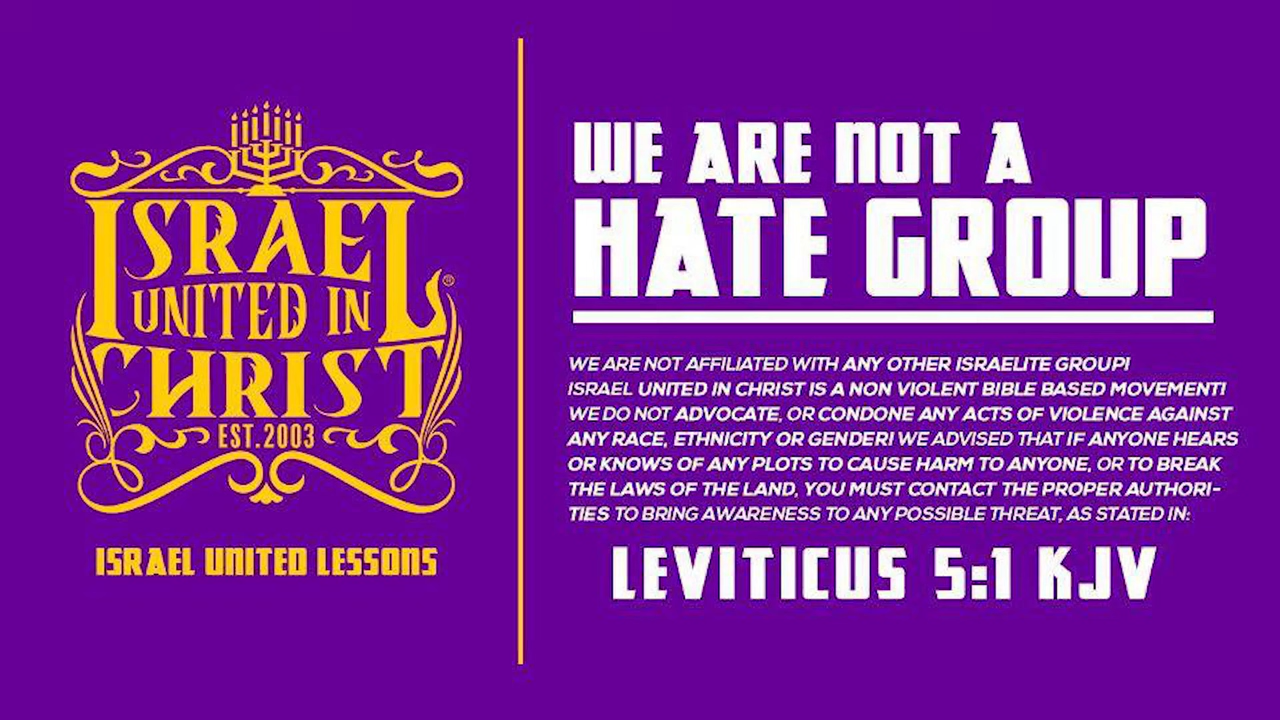 ISRAEL
UNITED IN
CHRIST
®
EST.2003
ISRAEL UNITED LESSONS
WE ARE NOT A
HATE GROUP
WE ARE NOT AFFILIATED WITH ANY OTHER ISRAELITE GROUP!
ISRAEL UNITED IN CHRIST IS A NON VIOLENT BIBLE BASED MOVEMENT!
WE DO NOT ADVOCATE, OR CONDONE ANY ACTS OF VIOLENCE AGAINST
ANY RACE, ETHNICITY OR GENDER! WE ADVISED THAT IF ANYONE HEARS
OR KNOWS OF ANY PLOTS TO CAUSE HARM TO ANYONE, OR TO BREAK
THE LAWS OF THE LAND, YOU MUST CONTACT THE PROPER AUTHORI-
TIES TO BRING AWARENESS TO ANY POSSIBLE THREAT, AS STATED IN:
LEVITICUS 5:1 KJV